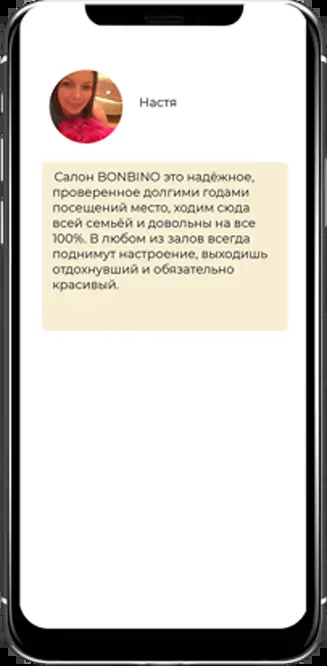 Настя
Салон BONBINO это надёжное,
проверенное долгими годами
посещений место, ходим сюда
всей семьёй и довольны на все
100%. В любом из залов всегда
поднимут настроение, выходишь
отдохнувший и обязательно
красивый.